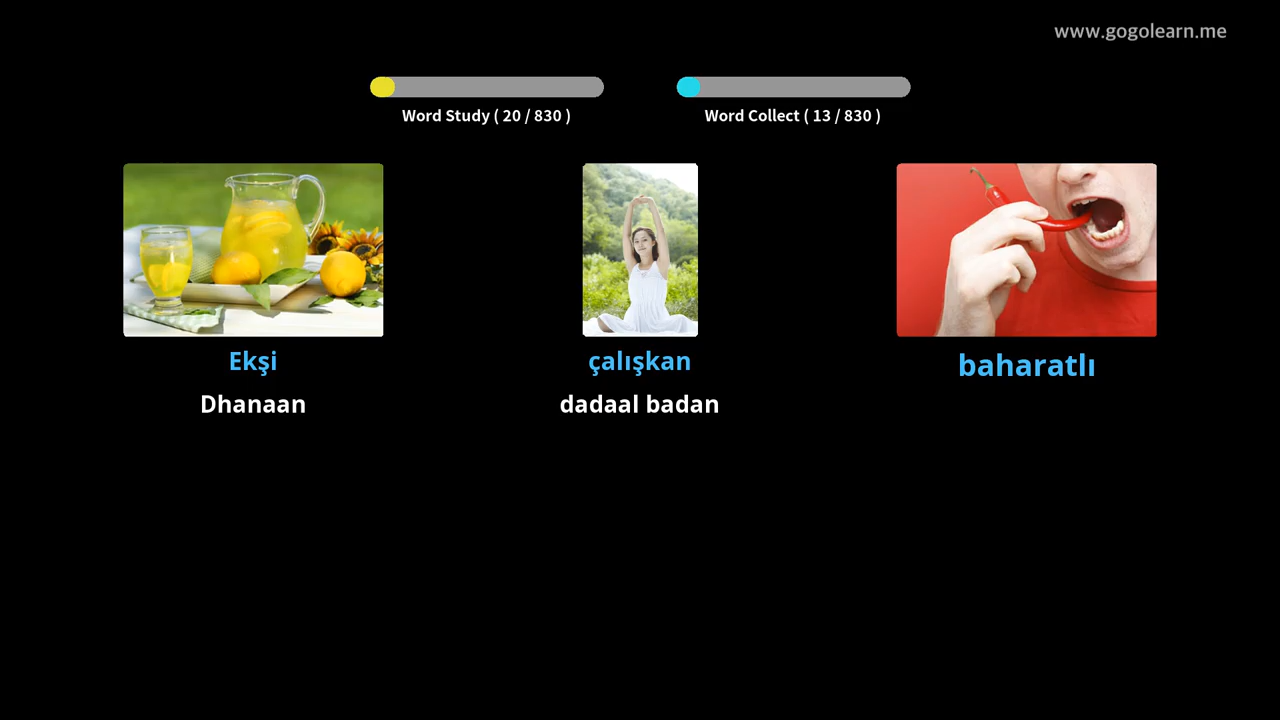 www.gogolearn.me
Word Study ( 20 / 830 )
Word Collect ( 13 / 830 )
Ekşi
çalışkan
baharatlı
Dhanaan
dadaal badan